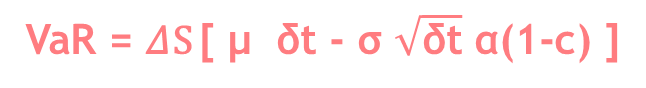 VaR = ΔS[ μ δt - σ √δt α(1-c) ]